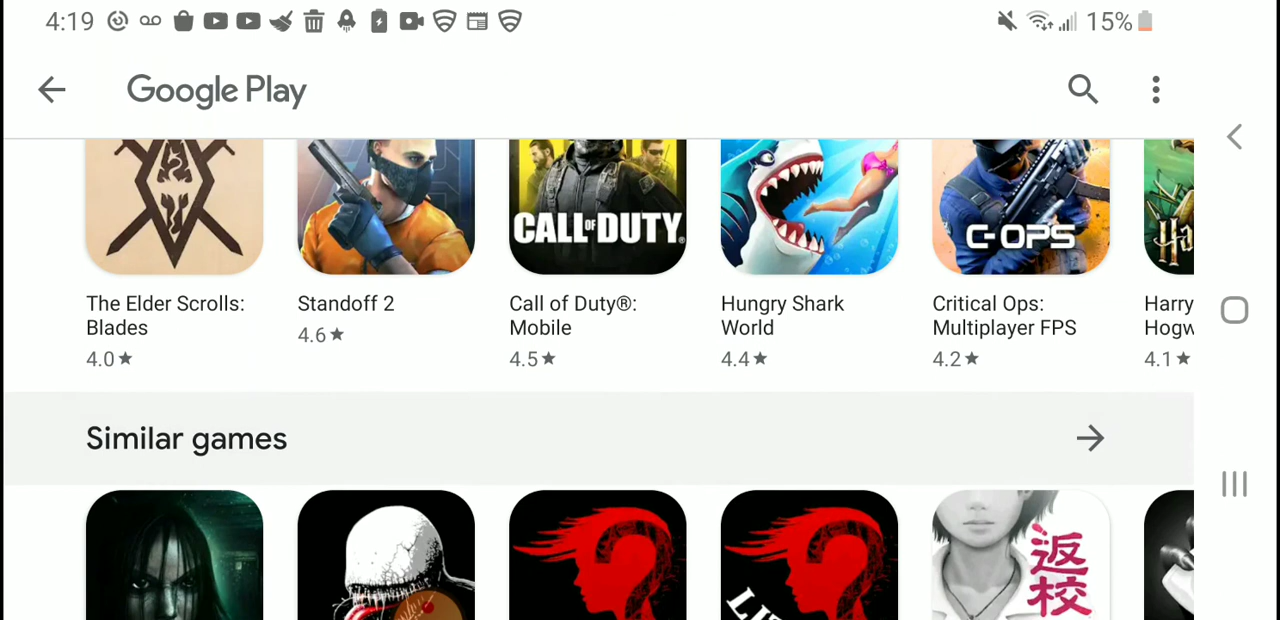 4:19
15%
Google Play
CALL OF DUTY
C-OPS
Ha
The Elder Scrolls:
Blades
4.0★
Standoff 2
4.6★
Call of Duty®:
Mobile
4.5★
Hungry Shark
World
4.4★
Critical Ops:
Multiplayer FPS
4.2★
Harry
Hogw
4.1★
Similar games
返校